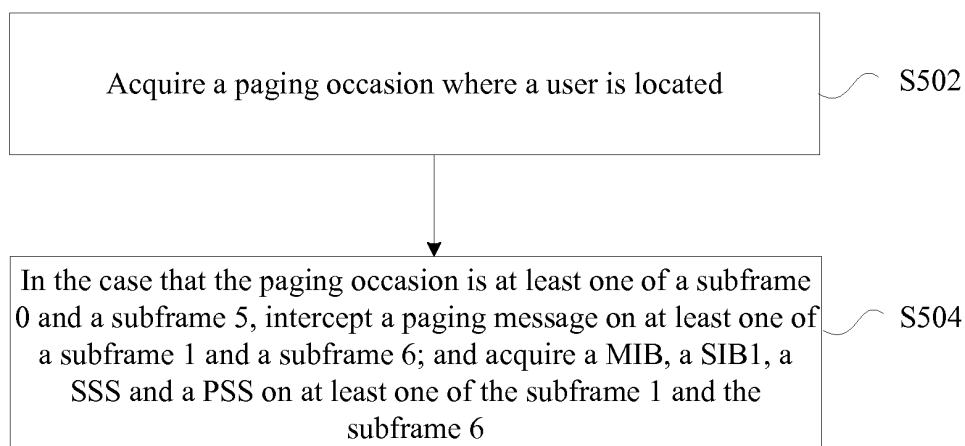 Acquire a paging occasion where a user is located
S502
In the case that the paging occasion is at least one of a subframe
0 and a subframe 5, intercept a paging message on at least one of
a subframe 1 and a subframe 6; and acquire a MIB, a SIB1, a
SSS and a PSS on at least one of the subframe 1 and the
subframe 6
S504